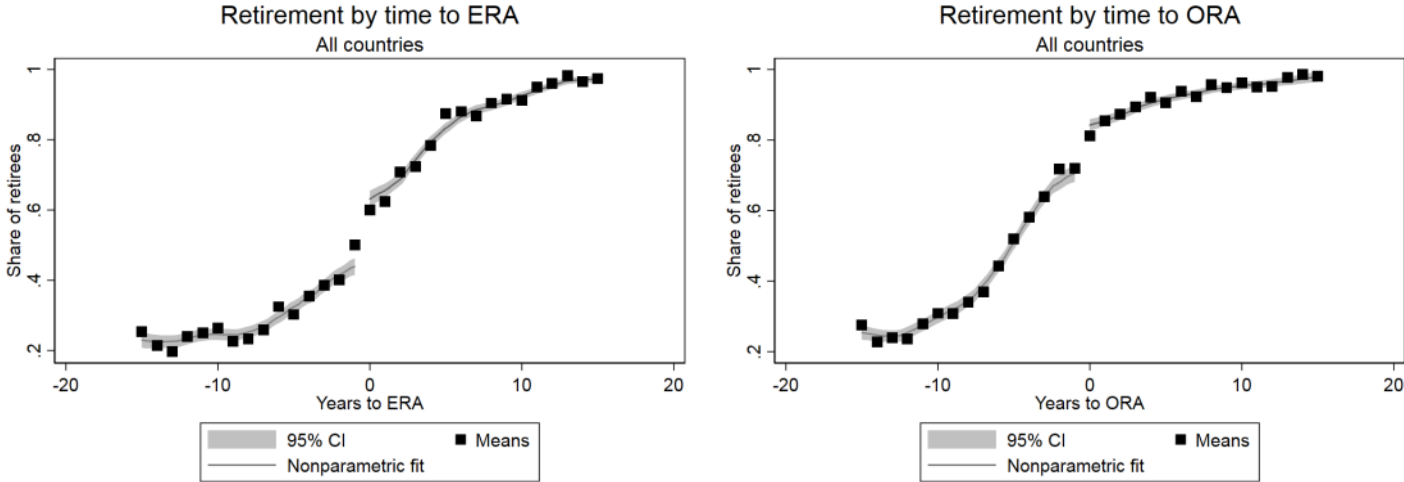 Retirement by time to ERA
All countries
Share of retirees
1
.8
.6
.4
.2
-20
-10
0
10
20
Years to ERA
95% CI
Means
Nonparametric fit
Retirement by time to ORA
All countries
Share of retirees
1
.8
.6
.4
.2
-20
-10
0
10
20
Years to ORA
95% CI
Means
Nonparametric fit